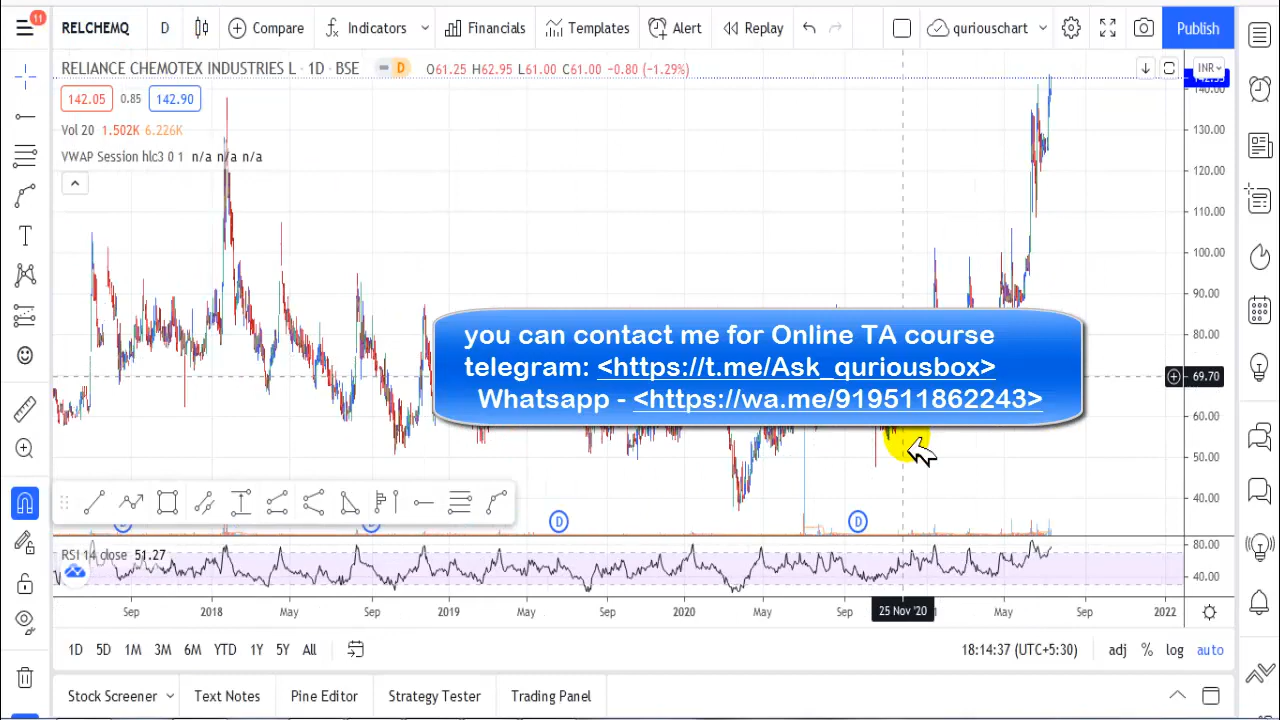 11
RELCHEMQ D Compare Indicators Financials Templates Alert Replay quriouschart Publish
RELIANCE CHEMOTEX INDUSTRIES L · 1D · BSE D O61.25 H62.95 L61.00 C61.00 −0.80 (−1.29%) INR
142.05 0.85 142.90
Vol 20 1.502K 6.226K
VWAP Session hlc3 0 1 n/a n/a n/a
140.00
130.00
120.00
110.00
100.00
90.00
80.00
69.70
60.00
50.00
40.00
you can contact me for Online TA course
telegram: <https://t.me/Ask_quriousbox>
Whatsapp - <https://wa.me/919511862243>
D D
RSI 14 close 51.27
80.00
40.00
Sep 2018 May Sep 2019 May Sep 2020 May Sep 25 Nov '20 May Sep 2022
1D 5D 1M 3M 6M YTD 1Y 5Y All 18:14:37 (UTC+5:30) adj % log auto
Stock Screener Text Notes Pine Editor Strategy Tester Trading Panel